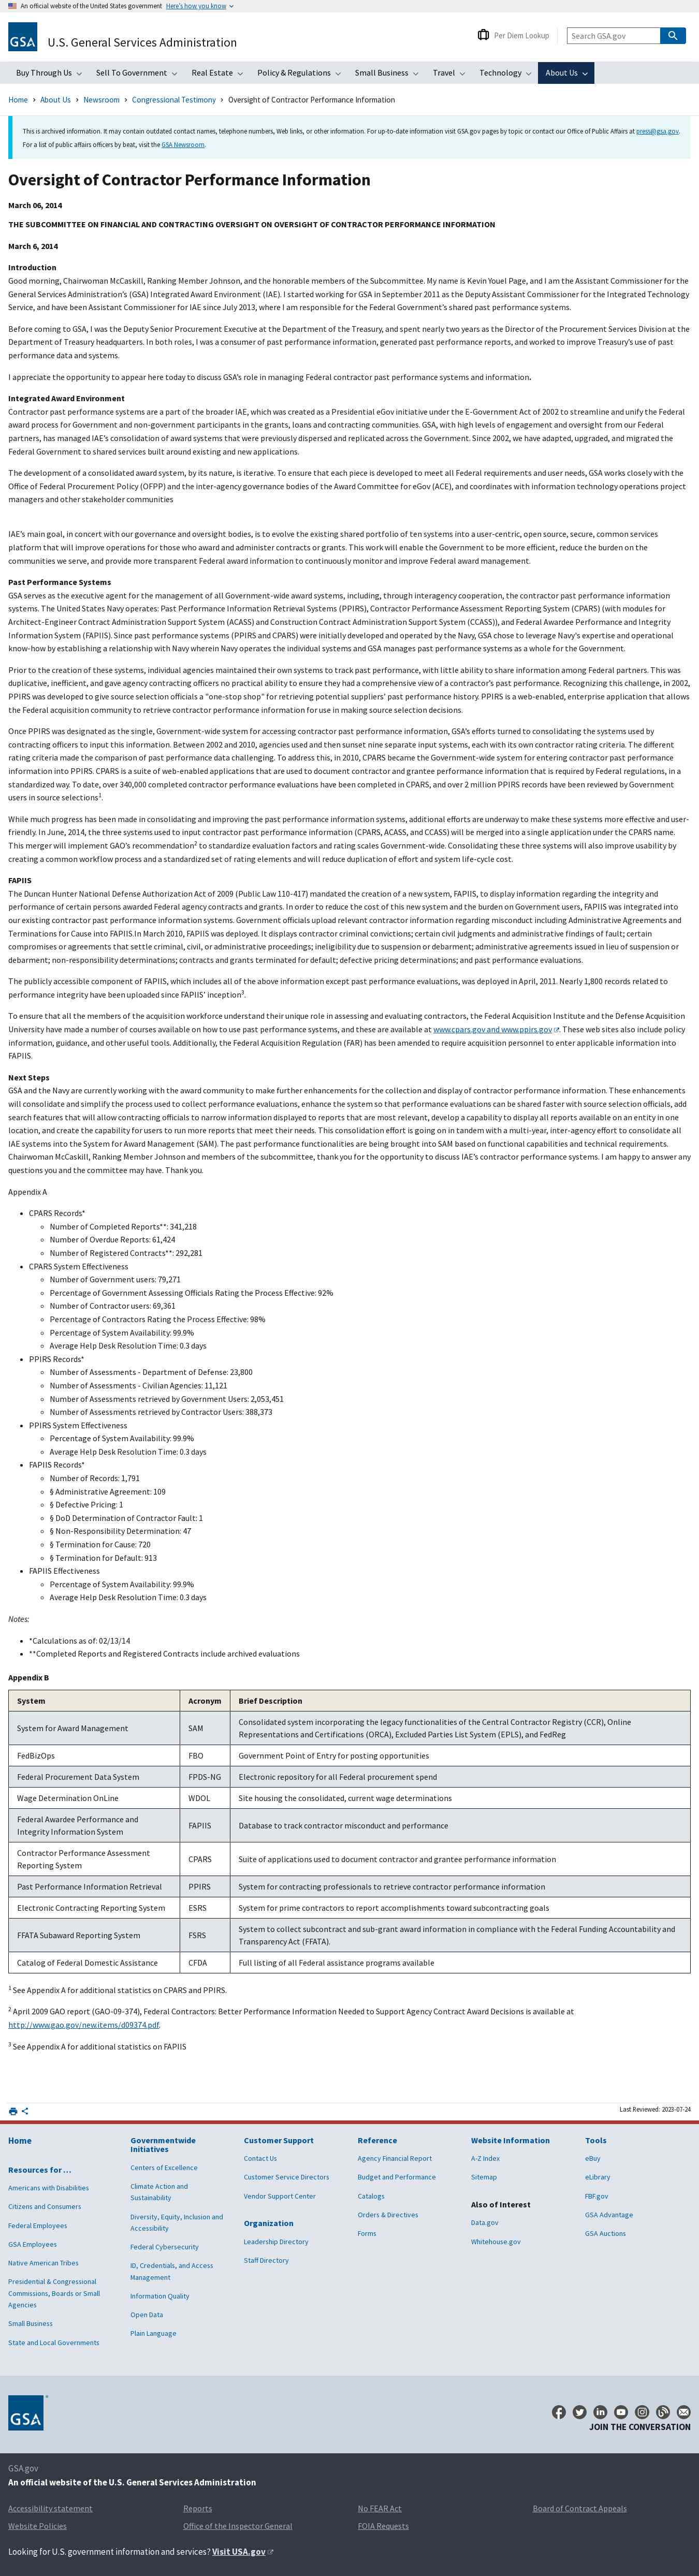 An official website of the United States government Here's how you know
GSA
U.S. General Services Administration
Per Diem Lookup
Search GSA.gov
Buy Through Us Sell To Government Real Estate Policy & Regulations Small Business Travel Technology About Us
Home › About Us › Newsroom › Congressional Testimony › Oversight of Contractor Performance Information
This is archived information. It may contain outdated contact names, telephone numbers, Web links, or other information. For up-to-date information visit GSA.gov pages by topic or contact our Office of Public Affairs at press@gsa.gov.
For a list of public affairs officers by beat, visit the GSA Newsroom.
Oversight of Contractor Performance Information
March 06, 2014
THE SUBCOMMITTEE ON FINANCIAL AND CONTRACTING OVERSIGHT ON OVERSIGHT OF CONTRACTOR PERFORMANCE INFORMATION
March 6, 2014
Introduction
Good morning, Chairwoman McCaskill, Ranking Member Johnson, and the honorable members of the Subcommittee. My name is Kevin Youel Page, and I am the Assistant Commissioner for the
General Services Administration's (GSA) Integrated Award Environment (IAE). I started working for GSA in September 2011 as the Deputy Assistant Commissioner for the Integrated Technology
Service, and have been Assistant Commissioner for IAE since July 2013, where I am responsible for the Federal Government's shared past performance systems.
Before coming to GSA, I was the Deputy Senior Procurement Executive at the Department of the Treasury, and spent nearly two years as the Director of the Procurement Services Division at the
Department of Treasury headquarters. In both roles, I was a consumer of past performance information, generated past performance reports, and worked to improve Treasury's use of past
performance data and systems.
I appreciate the opportunity to appear here today to discuss GSA's role in managing Federal contractor past performance systems and information.
Integrated Award Environment
Contractor past performance systems are a part of the broader IAE, which was created as a Presidential eGov initiative under the E-Government Act of 2002 to streamline and unify the Federal
award process for Government and non-government participants in the grants, loans and contracting communities. GSA, with high levels of engagement and oversight from our Federal
partners, has managed IAE's consolidation of systems that were previously dispersed and replicated across the Government. Since 2002, we have adapted, upgraded, and migrated the
Federal Government to shared services built around existing and new applications.
The development of a consolidated award system, by its nature, is iterative. To ensure that each piece is developed to meet all Federal requirements and user needs, GSA works closely with the
Office of Federal Procurement Policy (OFPP) and the inter-agency governance bodies of the Award Committee for eGov (ACE), and coordinates with information technology operations project
managers and other stakeholder communities
IAE's main goal, in concert with our governance and oversight bodies, is to evolve the existing shared portfolio of ten systems into a user-centric, open source, secure, common services
platform that improves operations for those who award and administer contracts or grants. This work will enable the Government to be more efficient, reduce the burden on the
communities we serve, and provide more transparent Federal award information to continuously monitor and improve Federal award management.
Past Performance Systems
GSA serves as the executive agent for the management of all Government-wide award systems, including, through interagency cooperation, the contractor past performance information
systems. The United States Navy operates: Past Performance Information Retrieval Systems (PPIRS), Contractor Performance Assessment Reporting System (CPARS) (with modules for
Architect-Engineer Contract Administration Support System (ACASS) and Construction Contract Administration Support System (CCASS)), and Federal Awardee Performance and Integrity
Information System (FAPIIS). Since past performance systems (PPIRS and CPARS) were initially developed and operated by the Navy, GSA chose to leverage Navy's expertise and operational
know-how by establishing a relationship with Navy wherein Navy operates the individual systems and GSA manages past performance systems as a whole for the Government.
Prior to the creation of these systems, individual agencies maintained their own systems to track past performance, with little ability to share information among Federal partners. This was
duplicative, inefficient, and gave agency contracting officers no practical ability to ensure they had a comprehensive view of a contractor's past performance. Recognizing this challenge, in 2002,
PPIRS was developed to give source selection officials a "one-stop shop" for retrieving potential suppliers' past performance history. PPIRS is a web-enabled, enterprise application that allows
the Federal acquisition community to retrieve contractor performance information for use in making source selection decisions.
Once PPIRS was designated as the single, Government-wide system for accessing contractor past performance information, GSA's efforts turned to consolidating the systems used by
contracting officers to input this information. Between 2002 and 2010, agencies used and then sunset nine separate input systems, each with its own contractor rating criteria. The different
rating criteria made the comparison of past performance data challenging. To address this, in 2010, CPARS became the Government-wide system for entering contractor past performance
information into PPIRS. CPARS is a suite of web-enabled applications that are used to document contractor and grantee performance information that is required by Federal regulations, in a
standardized way. To date, over 340,000 completed contractor performance evaluations have been completed in CPARS, and over 2 million PPIRS records have been reviewed by Government
users in source selections1.
While much progress has been made in consolidating and improving the past performance information systems, additional efforts are underway to make these systems more effective and user-
friendly. In June, 2014, the three systems used to input contractor past performance information (CPARS, ACASS, and CCASS) will be merged into a single application under the CPARS name.
This merger will implement GAO's recommendation2 to standardize evaluation factors and rating scales Government-wide. Consolidating these three systems will also improve usability by
creating a common workflow process and a standardized set of rating elements and will reduce duplication of effort and system life-cycle cost.
FAPIIS
The Duncan Hunter National Defense Authorization Act of 2009 (Public Law 110-417) mandated the creation of a new system, FAPIIS, to display information regarding the integrity and
performance of certain persons awarded Federal agency contracts and grants. In order to reduce the cost of this new system and the burden on Government users, FAPIIS was integrated into
our existing contractor past performance information systems. Government officials upload relevant contractor information regarding misconduct including Administrative Agreements and
Terminations for Cause into FAPIS.In March 2010, FAPIIS was deployed. It displays contractor criminal convictions; certain civil judgments and administrative findings of fault; certain
compromises or agreements that settle criminal, civil, or administrative proceedings; ineligibility due to suspension or debarment; administrative agreements issued in lieu of suspension or
debarment; non-responsibility determinations; contracts and grants terminated for default; defective pricing determinations; and past performance evaluations.
The publicly accessible component of FAPIIS, which includes all of the above information except past performance evaluations, was deployed in April, 2011. Nearly 1,800 records related to
performance integrity have been uploaded since FAPIIS' inception3.
To ensure that all the members of the acquisition workforce understand their unique role in assessing and evaluating contractors, the Federal Acquisition Institute and the Defense Acquisition
University have made a number of courses available on how to use past performance systems, and these are available at www.cpars.gov and www.ppirs.gov. These web sites also include policy
information, guidance, and other useful tools. Additionally, the Federal Acquisition Regulation (FAR) has been amended to require acquisition personnel to enter applicable information into
FAPIIS.
Next Steps
GSA and the Navy are currently working with the award community to make further enhancements for the collection and display of contractor performance information. These enhancements
will consolidate and simplify the process used to collect performance evaluations, enhance the system so that performance evaluations can be shared faster with source selection officials, add
search features that will allow contracting officials to narrow information displayed to reports that are most relevant, develop a capability to display all reports available on an entity in one
location, and create the capability for users to run more reports that meet their needs. This consolidation effort is going on in tandem with a multi-year, inter-agency effort to consolidate all
IAE systems into the System for Award Management (SAM). The past performance functionalities are being brought into SAM based on functional capabilities and technical requirements.
Chairwoman McCaskill, Ranking Member Johnson and members of the subcommittee, thank you for the opportunity to discuss IAE's contractor performance systems. I am happy to answer any
questions you and the committee may have. Thank you.
Appendix A
CPARS Records*
Number of Completed Reports**: 341,218
Number of Overdue Reports: 61,424
Number of Registered Contracts**: 292,281
CPARS System Effectiveness
Number of Government users: 79,271
Percentage of Government Assessing Officials Rating the Process Effective: 92%
Number of Contractor users: 69,361
Percentage of Contractors Rating the Process Effective: 98%
Percentage of System Availability: 99.9%
Average Help Desk Resolution Time: 0.3 days
PPIRS Records*
Number of Assessments - Department of Defense: 23,800
Number of Assessments - Civilian Agencies: 11,121
Number of Assessments retrieved by Government Users: 2,053,451
Number of Assessments retrieved by Contractor Users: 388,373
PPIRS System Effectiveness
Percentage of System Availability: 99.9%
Average Help Desk Resolution Time: 0.3 days
FAPIIS Records*
Number of Records: 1,791
§ Administrative Agreement: 109
§ Defective Pricing: 1
§ DoD Determination of Contractor Fault: 1
§ Non-Responsibility Determination: 47
§ Termination for Cause: 720
§ Termination for Default: 913
FAPIIS Effectiveness
Percentage of System Availability: 99.9%
Average Help Desk Resolution Time: 0.3 days
Notes:
*Calculations as of: 02/13/14
**Completed Reports and Registered Contracts include archived evaluations
Appendix B
System Acronym Brief Description
System for Award Management SAM Consolidated system incorporating the legacy functionalities of the Central Contractor Registry (CCR), Online
Representations and Certifications (ORCA), Excluded Parties List System (EPLS), and FedReg
FedBizOps FBO Government Point of Entry for posting opportunities
Federal Procurement Data System FPDS-NG Electronic repository for all Federal procurement spend
Wage Determination OnLine WDOL Site housing the consolidated, current wage determinations
Federal Awardee Performance and
Integrity Information System FAPIIS Database to track contractor misconduct and performance
Contractor Performance Assessment
Reporting System CPARS Suite of applications used to document contractor and grantee performance information
Past Performance Information Retrieval PPIRS System for contracting professionals to retrieve contractor performance information
Electronic Contracting Reporting System ESRS System for prime contractors to report accomplishments toward subcontracting goals
FFATA Subaward Reporting System FSRS System to collect subcontract and sub-grant award information in compliance with the Federal Funding Accountability and
Transparency Act (FFATA).
Catalog of Federal Domestic Assistance CFDA Full listing of all Federal assistance programs available
1 See Appendix A for additional statistics on CPARS and PPIRS.
2 April 2009 GAO report (GAO-09-374), Federal Contractors: Better Performance Information Needed to Support Agency Contract Award Decisions is available at
http://www.gao.gov/new.items/d09374.pdf.
3 See Appendix A for additional statistics on FAPIIS
Last Reviewed: 2023-07-24
Home
Resources for …
Americans with Disabilities
Citizens and Consumers
Federal Employees
GSA Employees
Native American Tribes
Presidential & Congressional
Commissions, Boards or Small
Agencies
Small Business
State and Local Governments
Governmentwide
Initiatives
Centers of Excellence
Climate Action and
Sustainability
Diversity, Equity, Inclusion and
Accessibility
Federal Cybersecurity
ID, Credentials, and Access
Management
Information Quality
Open Data
Plain Language
Customer Support
Contact Us
Customer Service Directors
Vendor Support Center
Organization
Leadership Directory
Staff Directory
Reference
Agency Financial Report
Budget and Performance
Catalogs
Orders & Directives
Forms
Website Information
A-Z Index
Sitemap
Also of Interest
Data.gov
Whitehouse.gov
Tools
eBuy
eLibrary
FBF.gov
GSA Advantage
GSA Auctions
GSA
JOIN THE CONVERSATION
GSA.gov
An official website of the U.S. General Services Administration
Accessibility statement Reports No FEAR Act Board of Contract Appeals
Website Policies Office of the Inspector General FOIA Requests
Looking for U.S. government information and services? Visit USA.gov